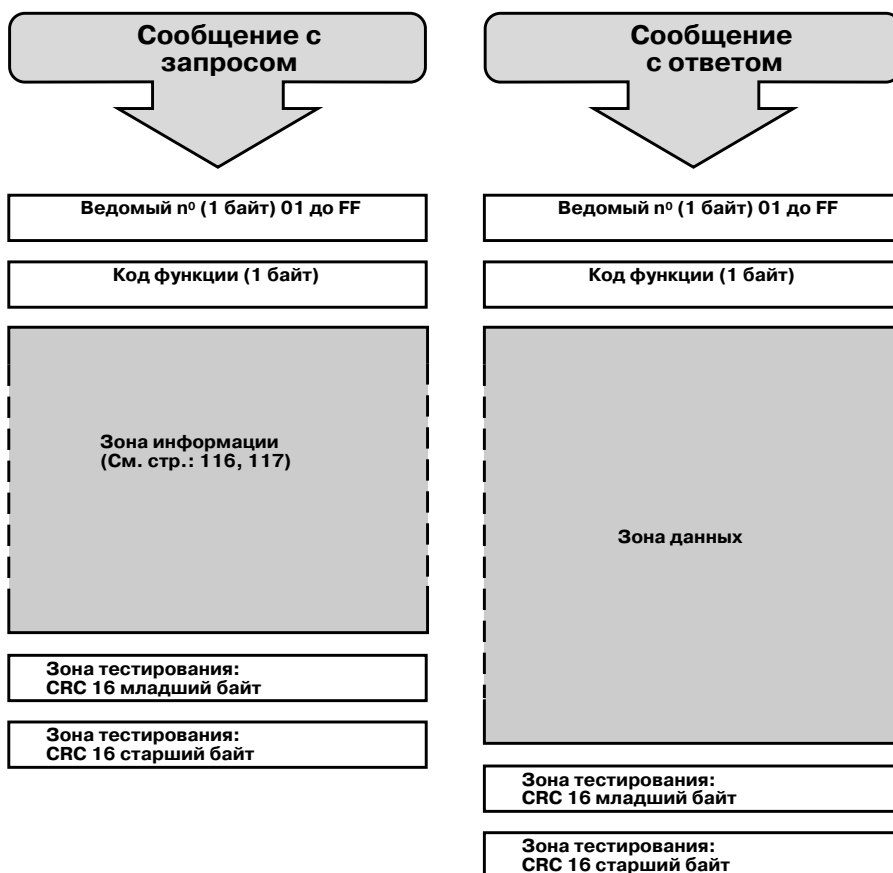 Сообщение с
запросом
Ведомый nº (1 байт) 01 до FF
Код функции (1 байт)
Зона информации
(См. стр.: 116, 117)
Зона тестирования:
CRC 16 младший байт
Зона тестирования:
CRC 16 старший байт
Сообщение
с ответом
Ведомый nº (1 байт) 01 до FF
Код функции (1 байт)
Зона данных
Зона тестирования:
CRC 16 младший байт
Зона тестирования:
CRC 16 старший байт